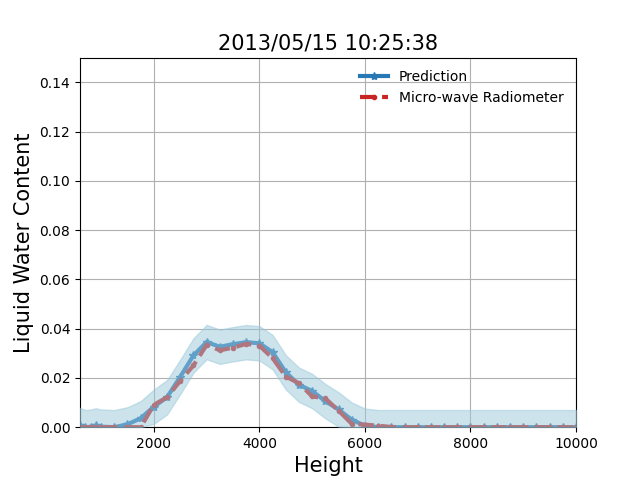 2013/05/15 10:25:38
Prediction
Micro-wave Radiometer
Liquid Water Content
0.14
0.12
0.10
0.08
0.06
0.04
0.02
0.00
2000 4000 6000 8000 10000
Height